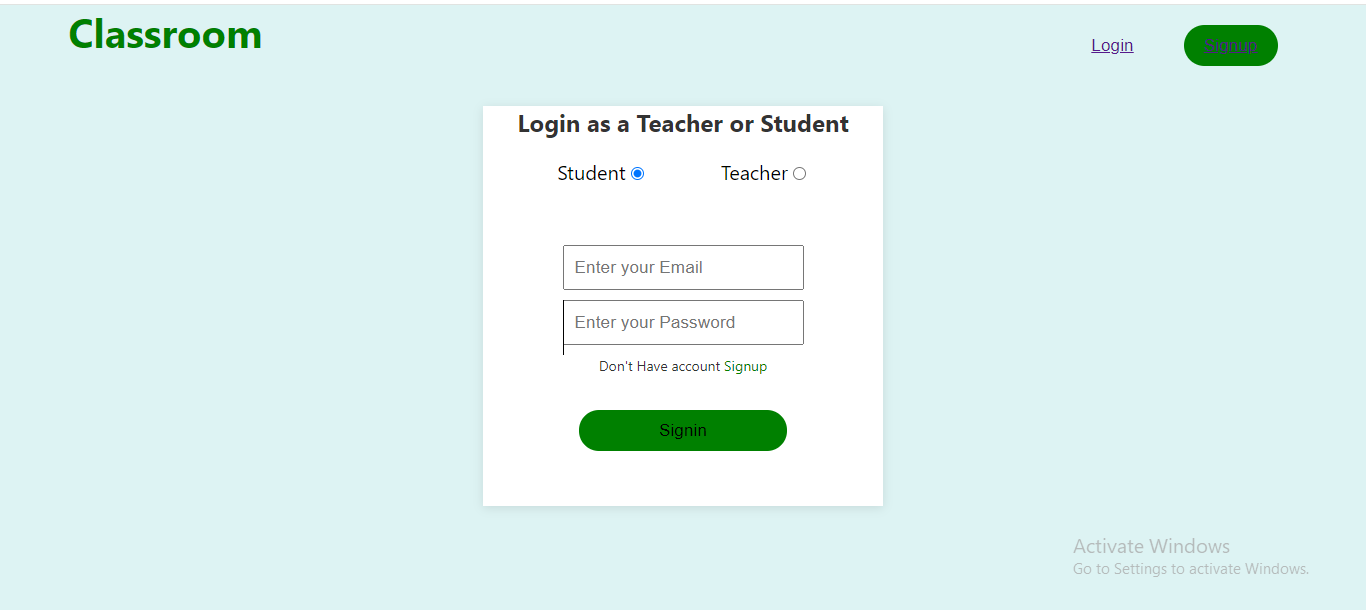 Classroom
Login
Signup
Login as a Teacher or Student
Student
Teacher
Enter your Email
Enter your Password
Don't Have account Signup
Signin
Activate Windows
Go to Settings to activate Windows.